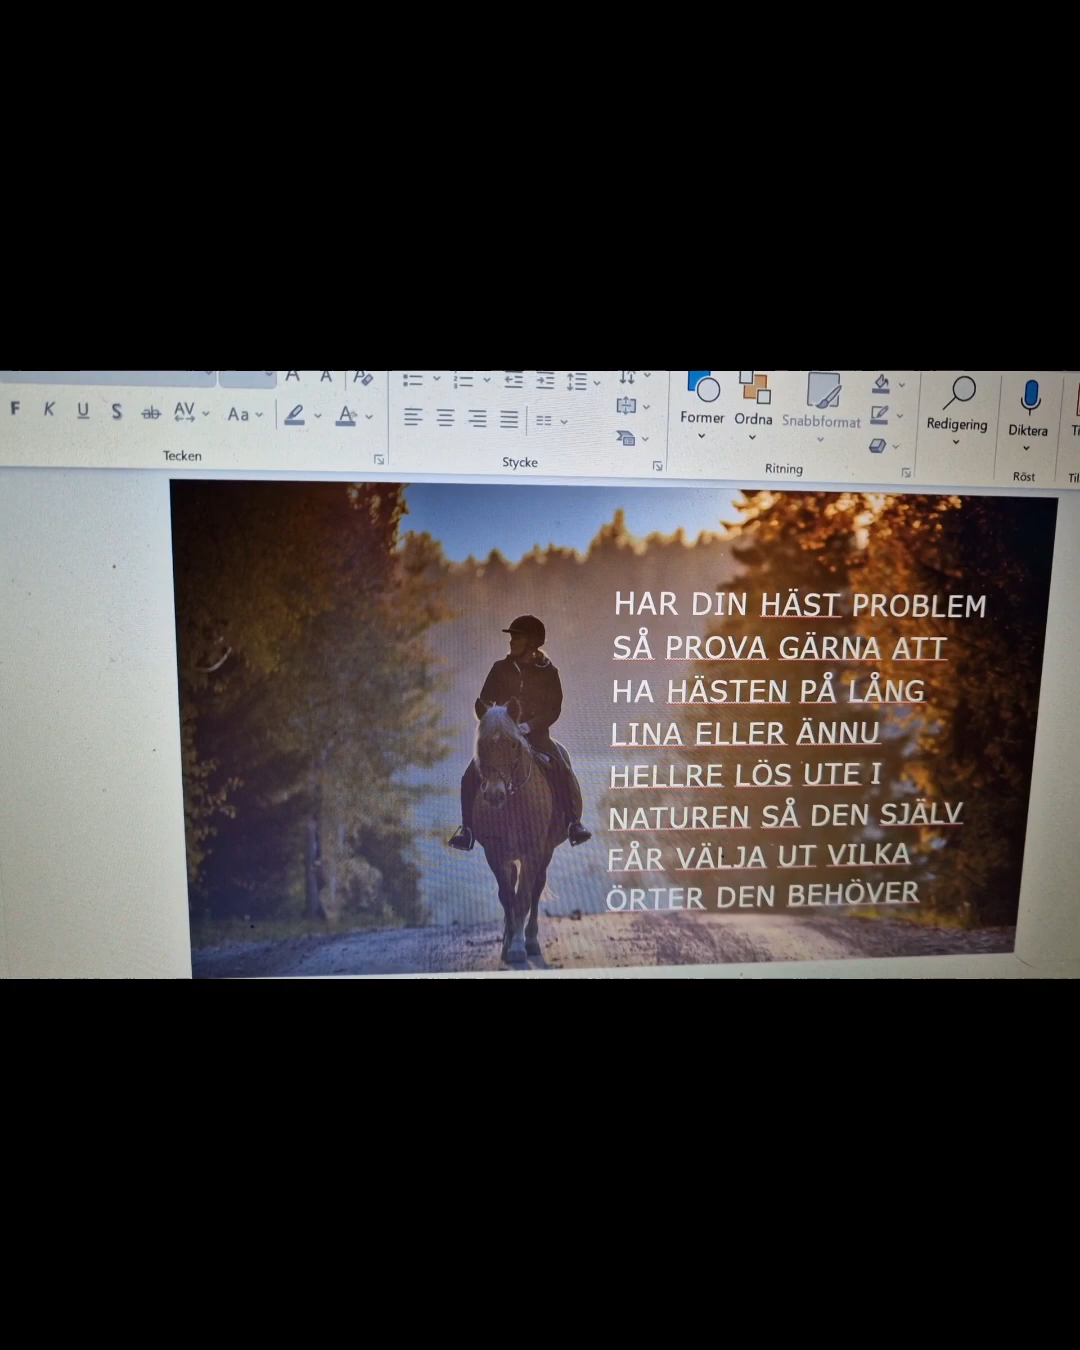 A A
F K U S ab AV Aa A
Former Ordna Snabbformat Redigering Diktera
Tecken Stycke Ritning Röst
HAR DIN HÄST PROBLEM
SÅ PROVA GÄRNA ATT
HA HÄSTEN PÅ LÅNG
LINA ELLER ÄNNU
HELLRE LÖS UTE I
NATUREN SÅ DEN SJÄLV
FÅR VÄLJA UT VILKA
ÖRTER DEN BEHÖVER